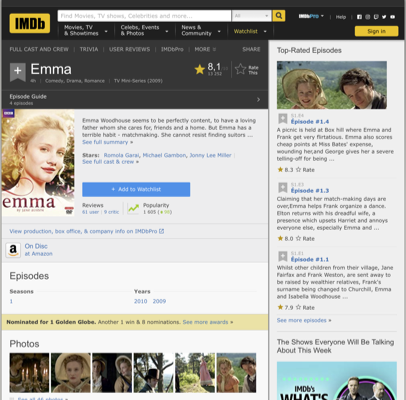 IMDb
Find Movies, TV shows, Celebrities and more...
All
IMDbPro
Help
Movies, TV
& Showtimes
Celebs, Events
& Photos
News &
Community
Watchlist
Sign in
FULL CAST AND CREW | TRIVIA | USER REVIEWS | IMDbPro | MORE
SHARE
Emma
4h | Comedy, Drama, Romance | TV Mini-Series (2009)
8,1
Rate
This
Episode Guide
4 episodes
BBC
emma
DVD
Emma Woodhouse seems to be perfectly content, to have a loving
father whom she cares for, friends and a home. But Emma has a
terrible habit - matchmaking. She cannot resist finding suitors ...
See full summary »
Stars: Romola Garai, Michael Gambon, Jonny Lee Miller |
See full cast & crew »
+ Add to Watchlist
Reviews
81 user | 9 critic
Popularity
1 605
View production, box office, & company info on IMDbPro
On Disc
at Amazon
Episodes
Seasons
1
Years
2010 2009
Nominated for 1 Golden Globe. Another 1 win & 8 nominations. See more awards »
Photos
See all 46 photos »
Top-Rated Episodes
S1.E4
Episode #1.4
A picnic is held at Box hill where Emma and
Frank get very flirtatious. Emma also scores
cheap points at Miss Bates' expense,
wounding her,and George gives her a severe
telling-off for being ...
8.3 Rate
S1.E3
Episode #1.3
Claiming that her match-making days are
over,Emma helps Frank organize a dance.
Elton returns with his dreadful wife, a
presence which upsets Harriet and annoys
everyone else, especially Emma and ...
8.0 Rate
S1.E1
Episode #1.1
Whilst other children from their village, Jane
Fairfax and Frank Weston, are sent away to
be raised by wealthier relatives, Frank's
surname being changed to Churchill, Emma
and Isabella Woodhouse ...
7.9 Rate
See more episodes »
The Shows Everyone Will Be Talking
About This Week
IMDb's
WHAT'S